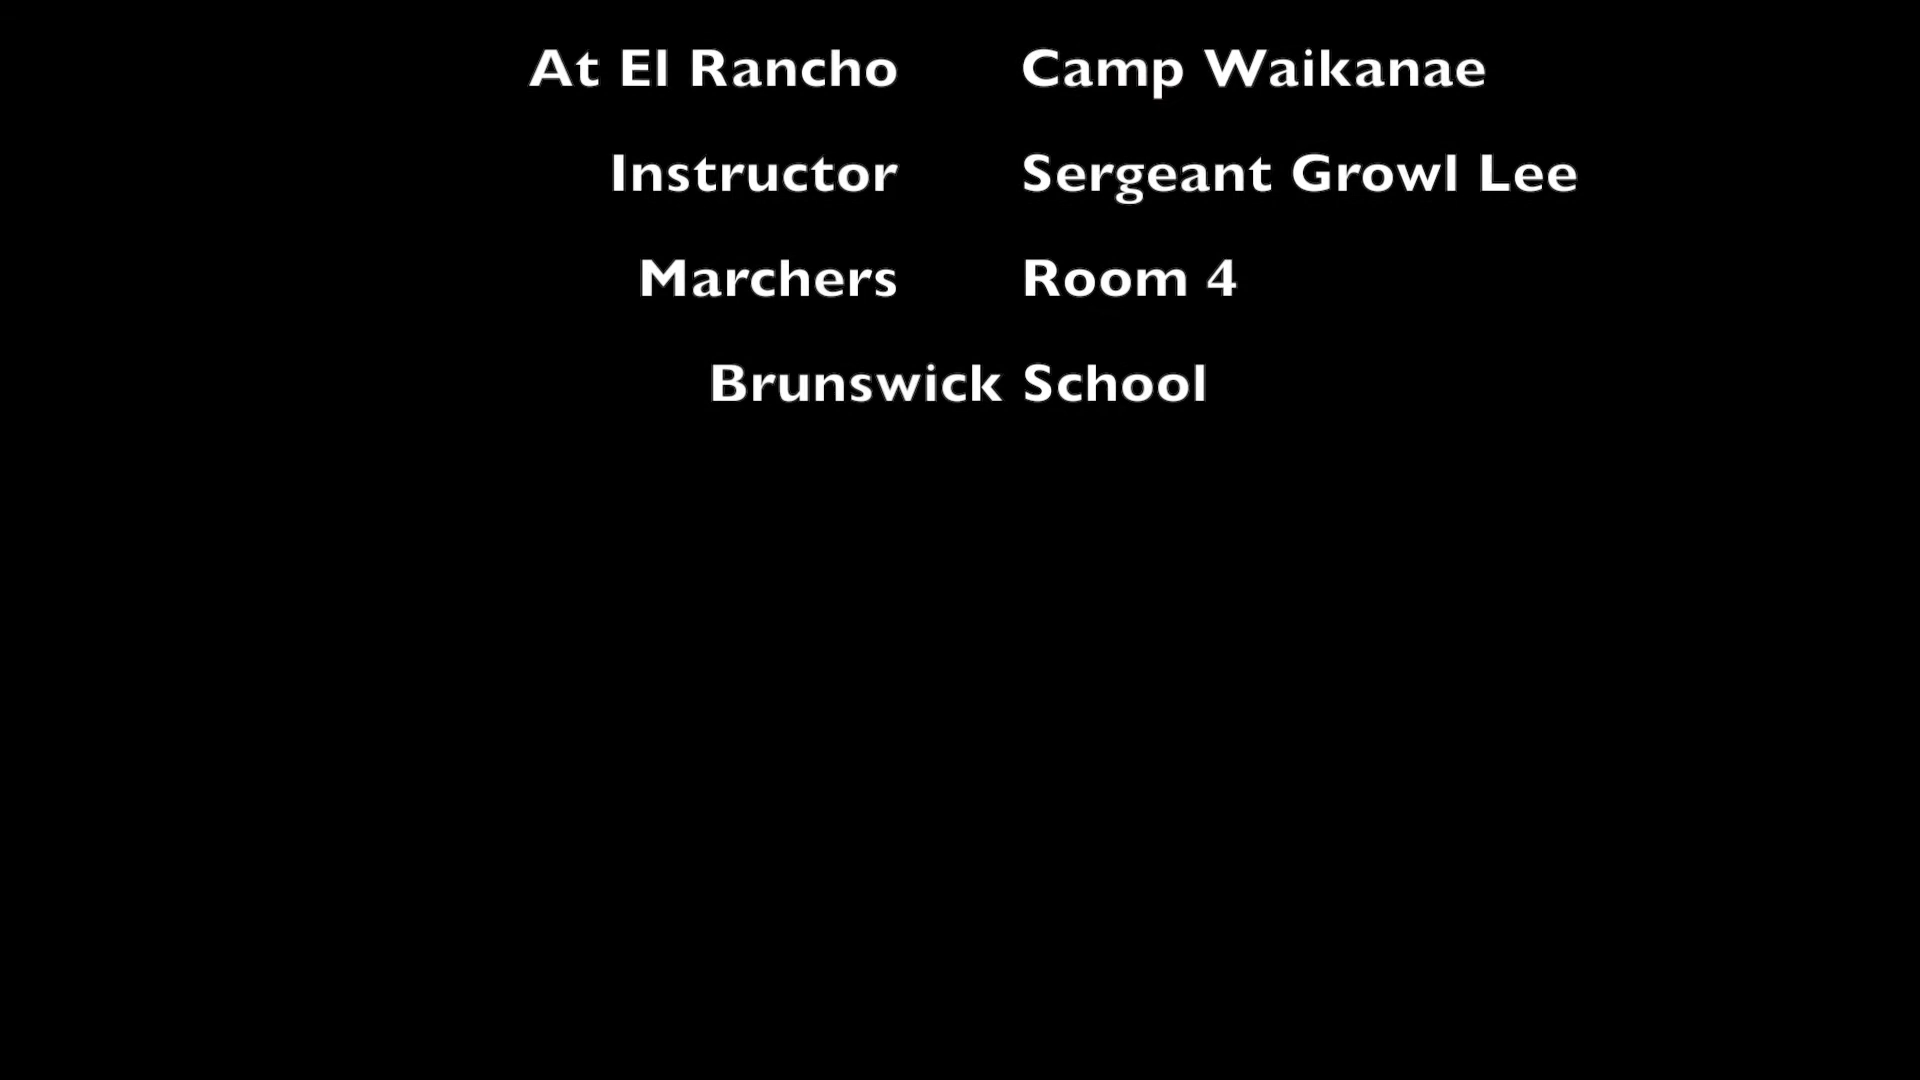 At El Rancho Camp Waikanae
Instructor Sergeant Growl Lee
Marchers Room 4
Brunswick School